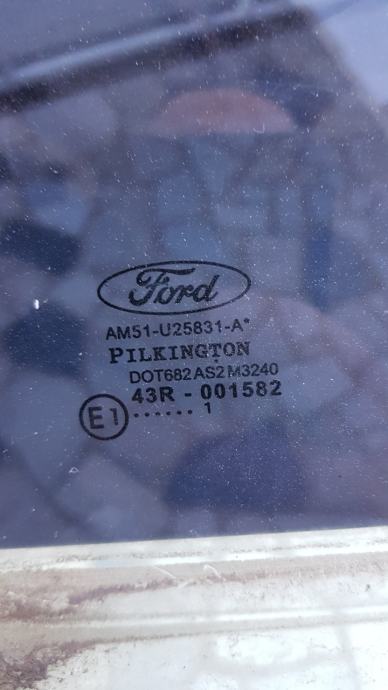 Ford
AM51-U25831-A*
PILKINGTON
DOT682 AS2 M3240
43R - 001582
E1 ...... 1